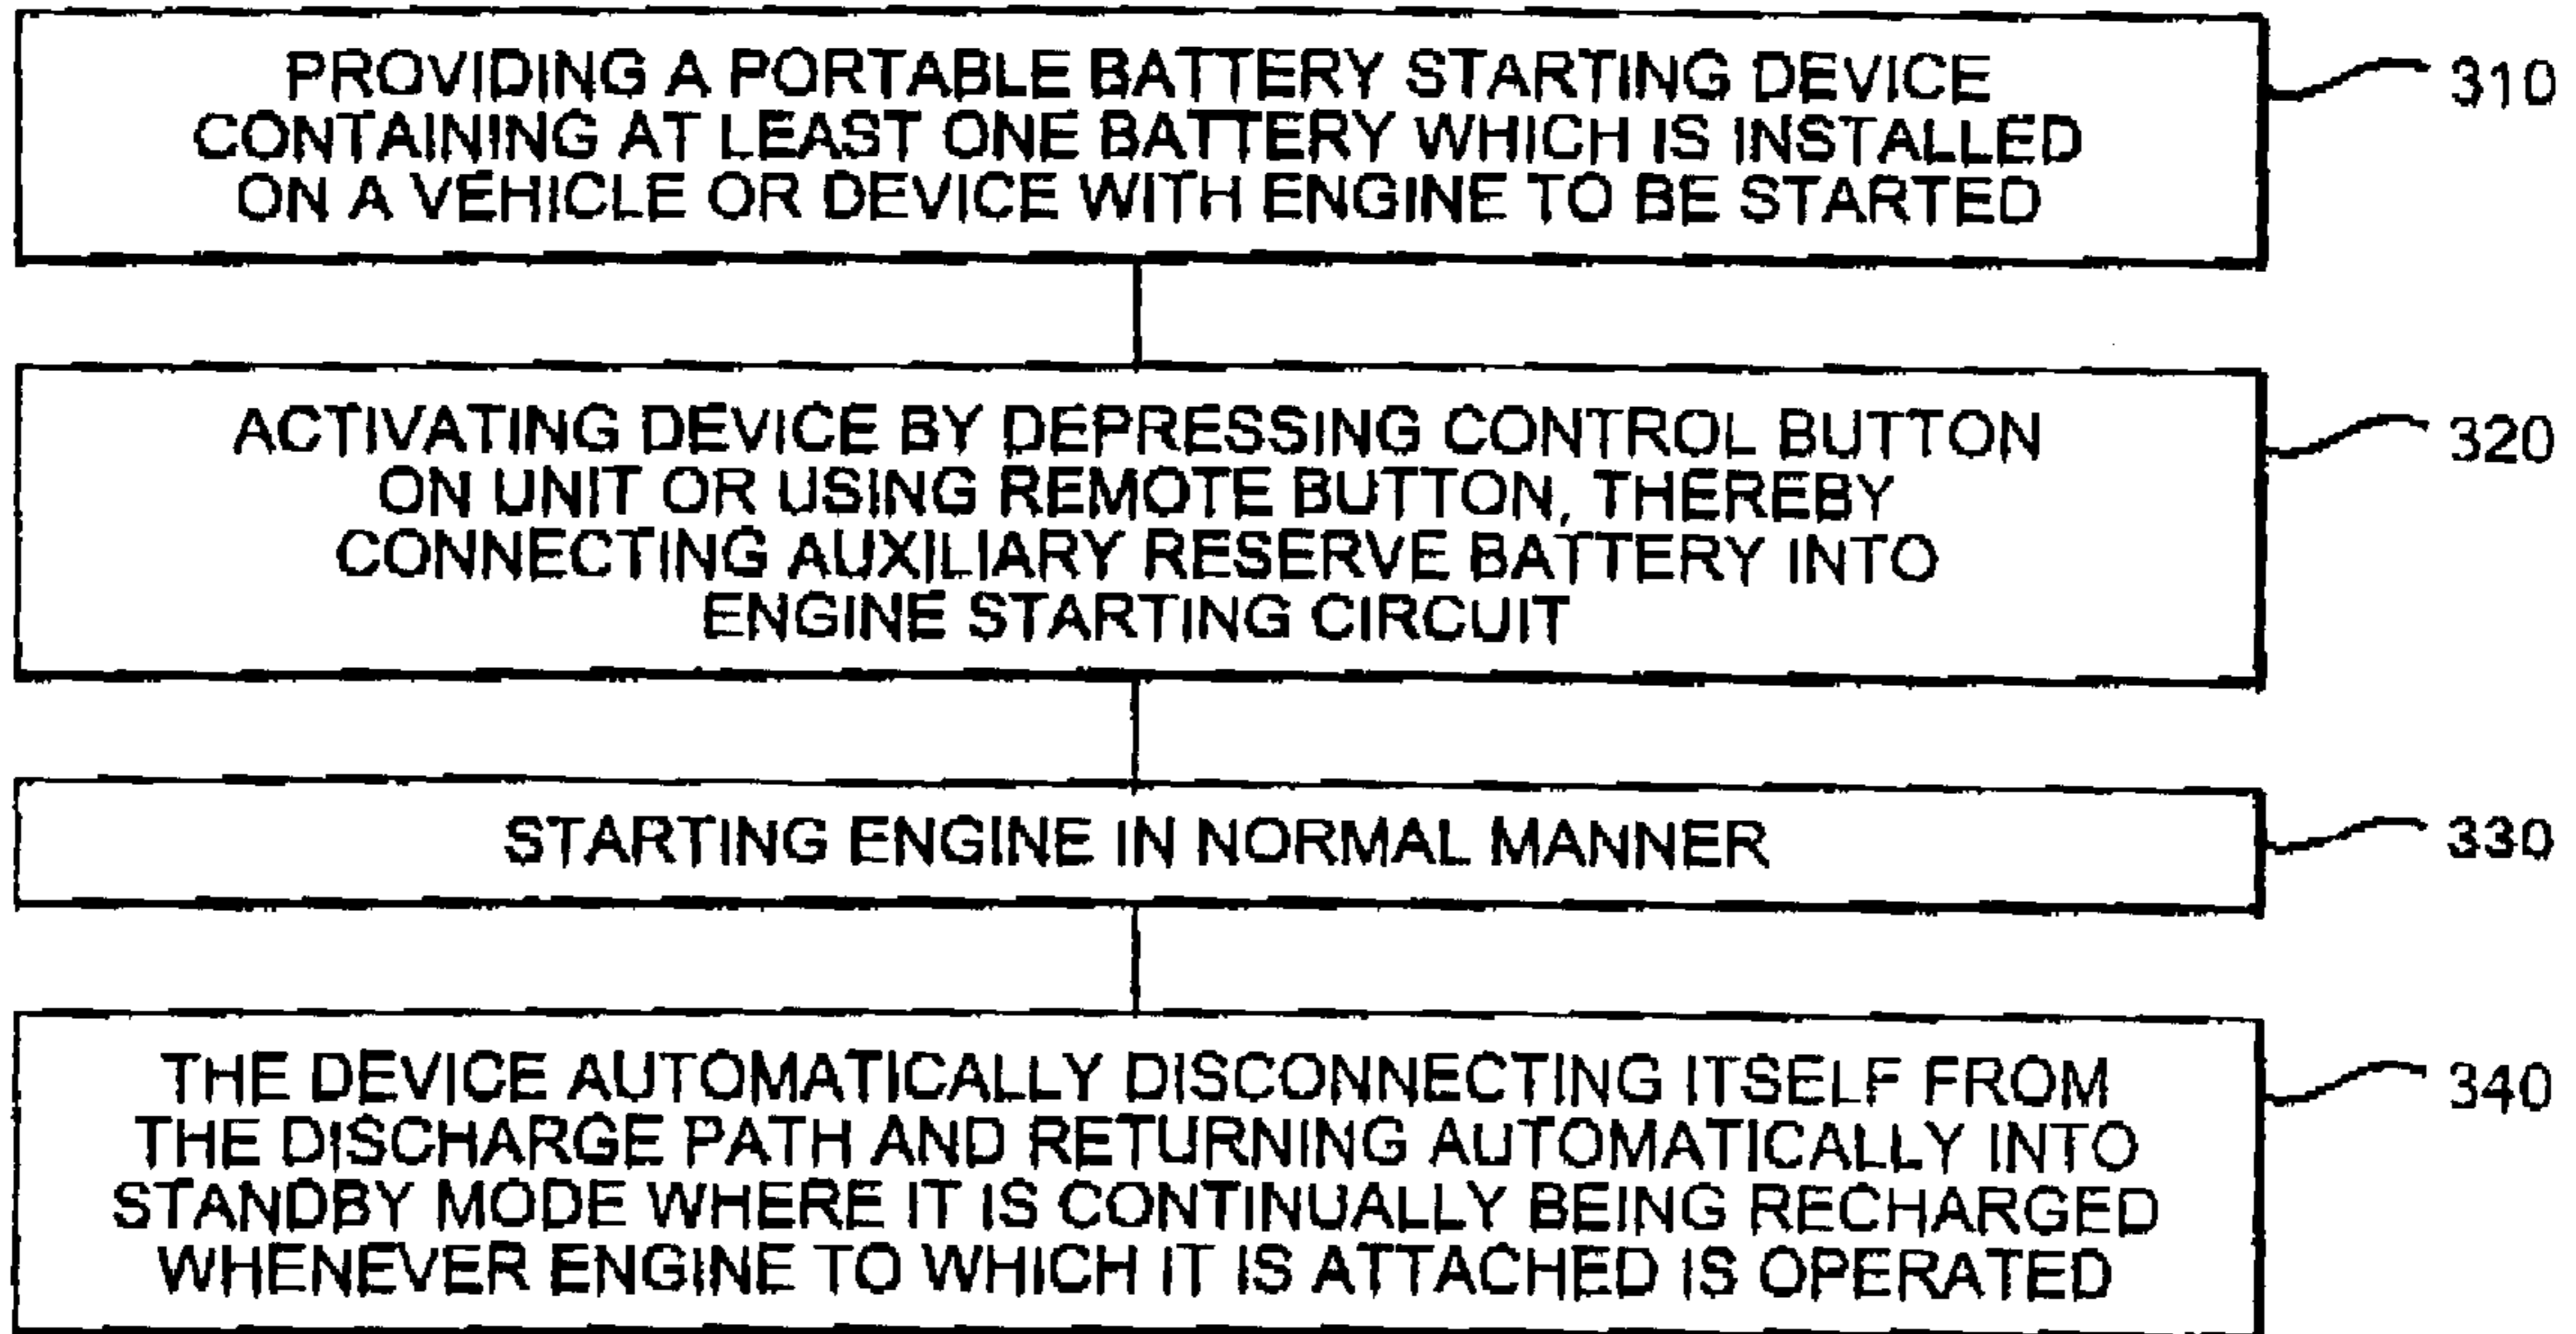 PROVIDING A PORTABLE BATTERY STARTING DEVICE
CONTAINING AT LEAST ONE BATTERY WHICH IS INSTALLED
ON A VEHICLE OR DEVICE WITH ENGINE TO BE STARTED
310
ACTIVATING DEVICE BY DEPRESSING CONTROL BUTTON
ON UNIT OR USING REMOTE BUTTON, THEREBY
CONNECTING AUXILIARY RESERVE BATTERY INTO
ENGINE STARTING CIRCUIT
320
STARTING ENGINE IN NORMAL MANNER
330
THE DEVICE AUTOMATICALLY DISCONNECTING ITSELF FROM
THE DISCHARGE PATH AND RETURNING AUTOMATICALLY INTO
STANDBY MODE WHERE IT IS CONTINUALLY BEING RECHARGED
WHENEVER ENGINE TO WHICH IT IS ATTACHED IS OPERATED
340